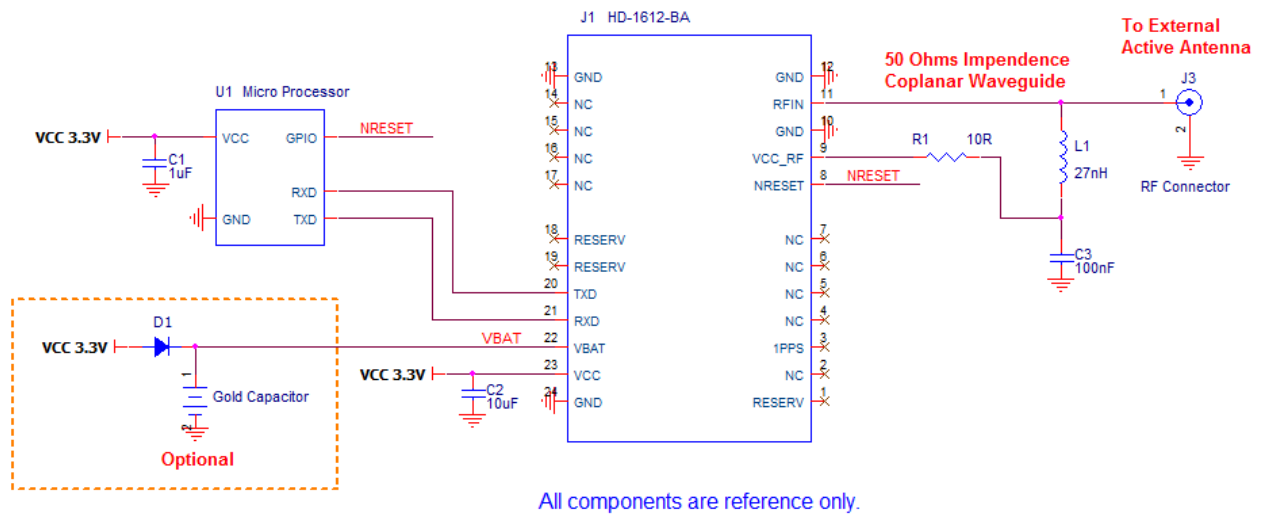 J1 HD-1612-BA
To External
Active Antenna
50 Ohms Impendence
Coplanar Waveguide
J3
1
2
RF Connector
U1 Micro Processor
VCC 3.3V
C1
1uF
VCC
GPIO
NRESET
RXD
GND
TXD
13
GND
14
NC
15
NC
16
NC
17
NC
18
RESERV
19
RESERV
20
TXD
21
RXD
22
VBAT
23
VCC
24
GND
12
GND
11
RFIN
10
GND
9
VCC_RF
8
NRESET
NRESET
7
NC
6
NC
5
NC
4
NC
3
1PPS
2
NC
1
RESERV
R1 10R
L1
27nH
C3
100nF
D1
VCC 3.3V
VBAT
1
Gold Capacitor
2
Optional
VCC 3.3V
C2
10uF
All components are reference only.